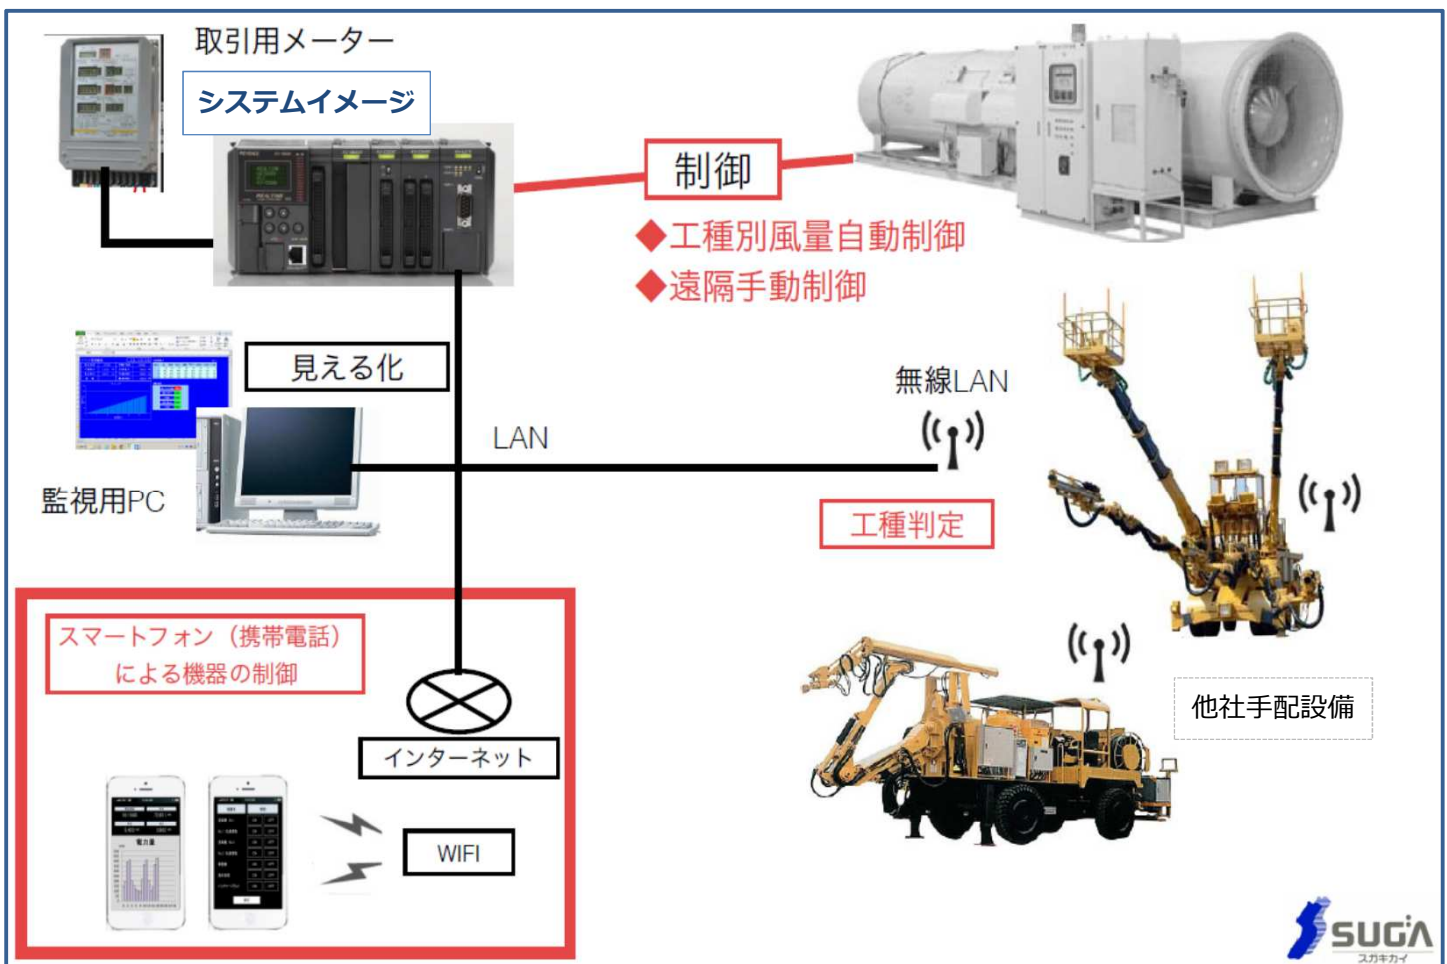 取引用メーター
システムイメージ
制御
◆工種別風量自動制御
◆遠隔手動制御
見える化
無線LAN
LAN
監視用PC
工種判定
スマートフォン（携帯電話）
による機器の制御
他社手配設備
インターネット
電力量
WIFI
SUGA
スガキカイ